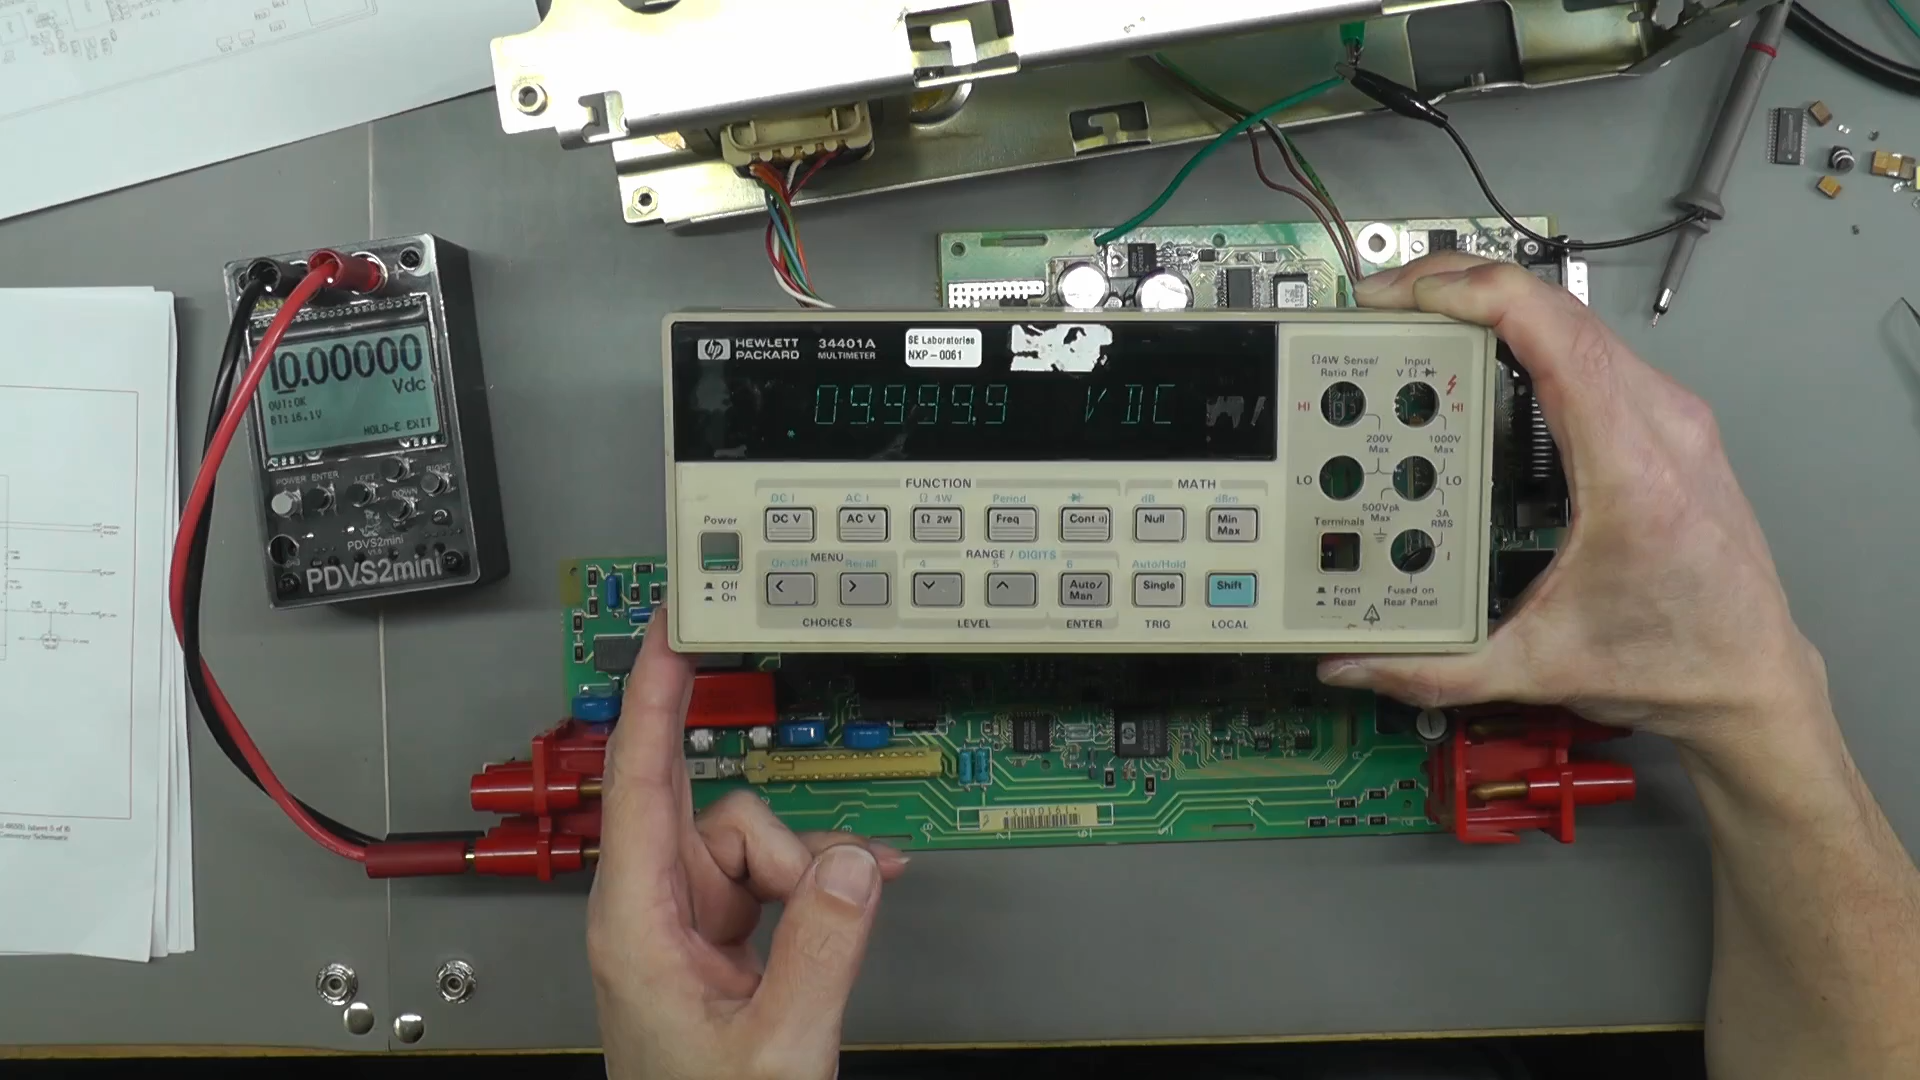 10.00000
Vdc
OUT:OK
BT:16.1V
HOLD-E EXIT
POWER ENTER LEFT RIGHT
DOWN
PDVS2mini
PDVS2mini
hp HEWLETT PACKARD 34401A MULTIMETER
SE Laboratories
NXP-0061
09.999.9 VDC
*
FUNCTION MATH
DC I AC I Ω 4W Period dB dBm
DC V AC V Ω 2W Freq Cont Null Min Max
Power
Off
On
MENU RANGE / DIGITS
On/Off Recall 4 5 6 Auto/Hold
< > Auto/ Man Single Shift
CHOICES LEVEL ENTER TRIG LOCAL
Ω4W Sense/ Ratio Ref
Input V Ω
HI HI
200V Max
1000V Max
LO LO
500Vpk Max
3A RMS
Terminals
I
Front
Rear
Fused on Rear Panel